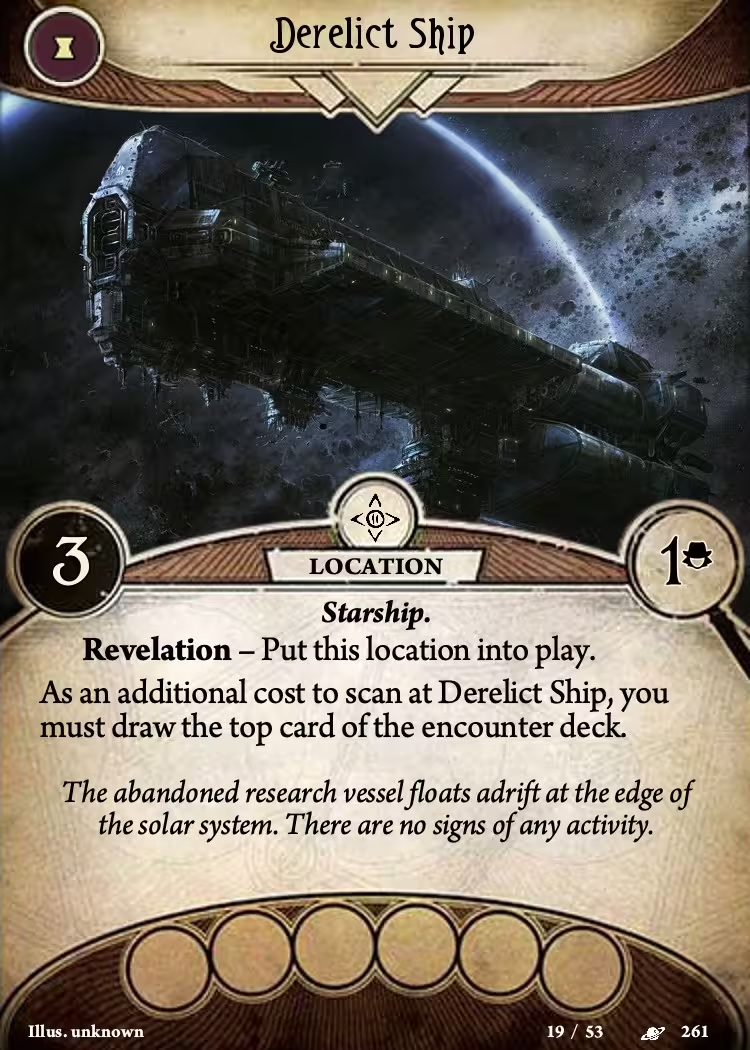 Derelict Ship
3
LOCATION
1
Starship.
Revelation – Put this location into play.
As an additional cost to scan at Derelict Ship, you
must draw the top card of the encounter deck.
The abandoned research vessel floats adrift at the edge of
the solar system. There are no signs of any activity.
Illus. unknown
19 / 53
261